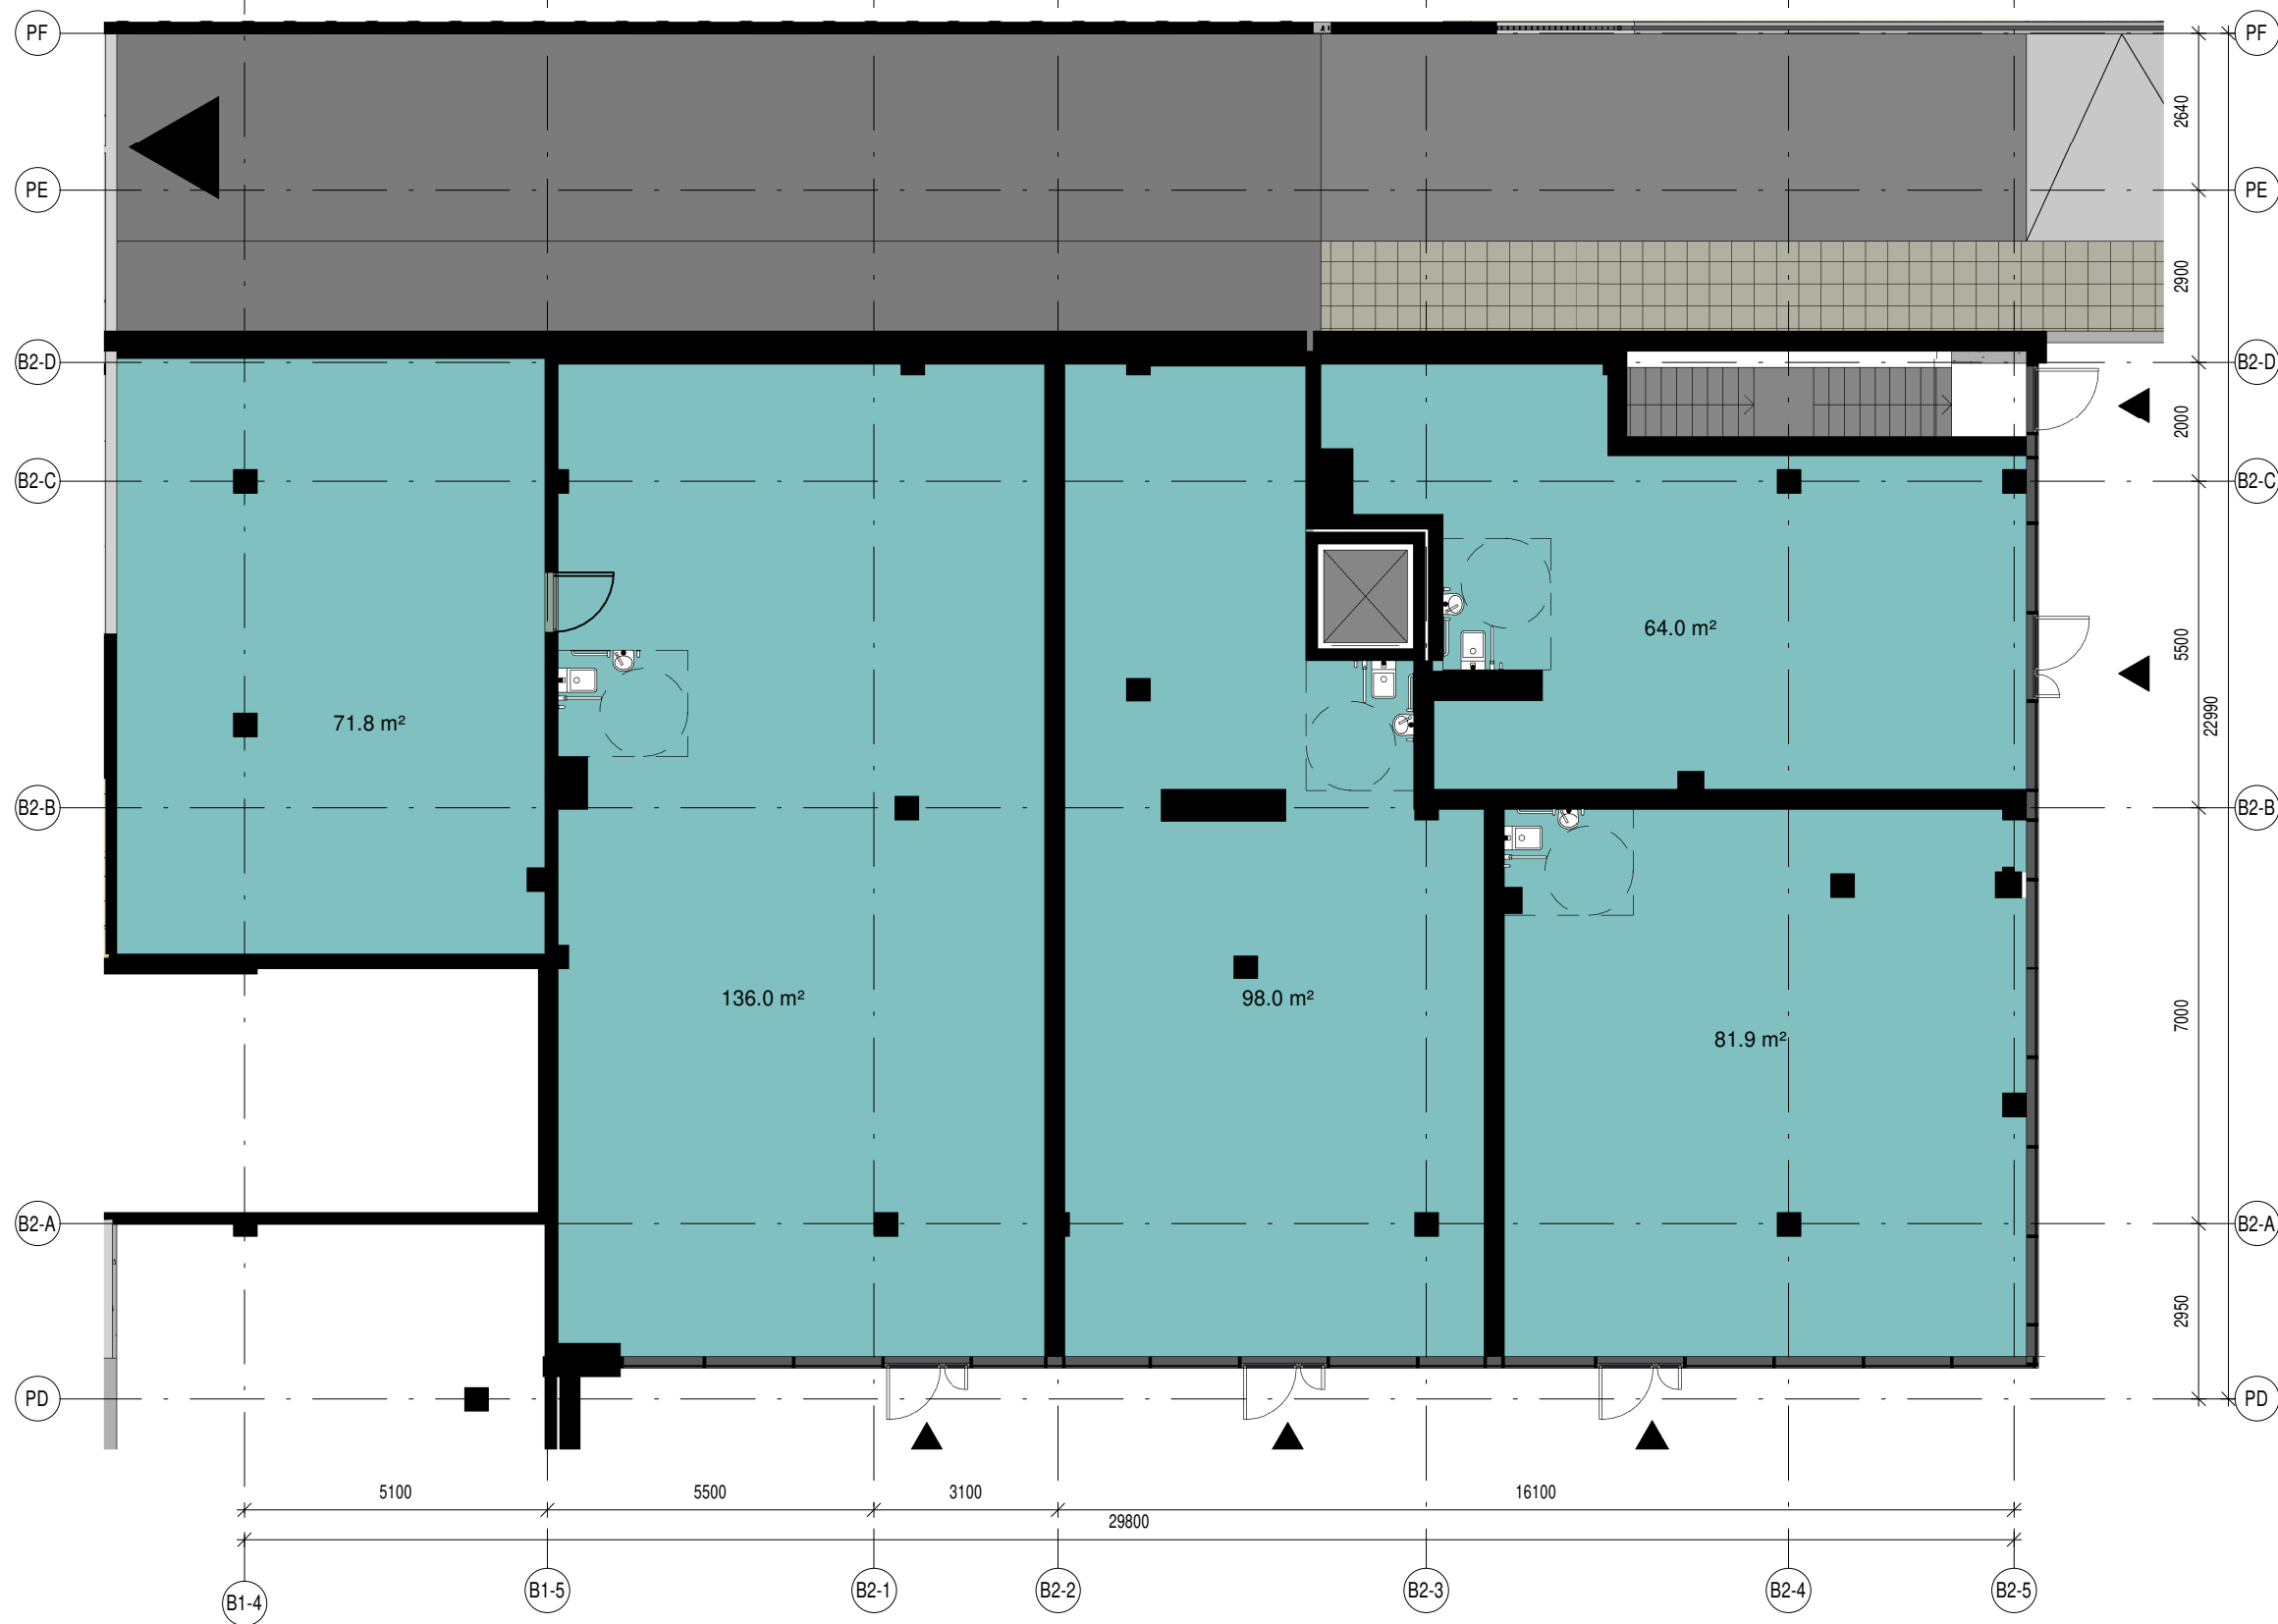 PF
PF
2640
PE
PE
2900
B2-D
B2-D
2000
B2-C
B2-C
64.0 m²
5500
71.8 m²
22990
B2-B
B2-B
136.0 m²
98.0 m²
7000
81.9 m²
B2-A
B2-A
2950
PD
PD
5100
5500
3100
16100
29800
B1-4
B1-5
B2-1
B2-2
B2-3
B2-4
B2-5